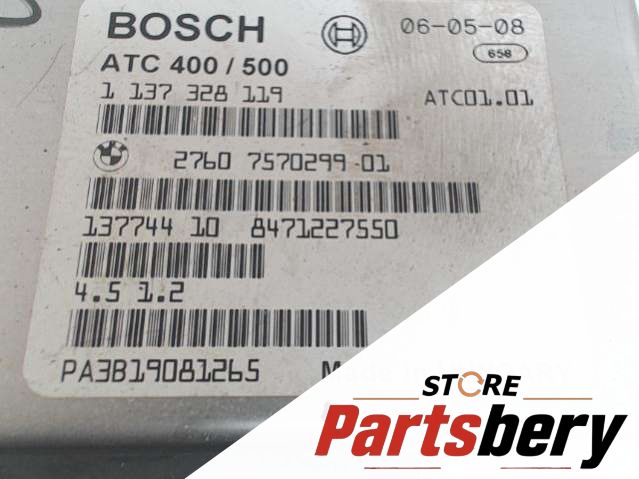 BOSCH
06-05-08
658
ATC 400 / 500
1 137 328 119
ATC01.01
2760 7570299-01
137744 10 8471227550
4.5 1.2
PA3B19081265
STORE
Partsbery